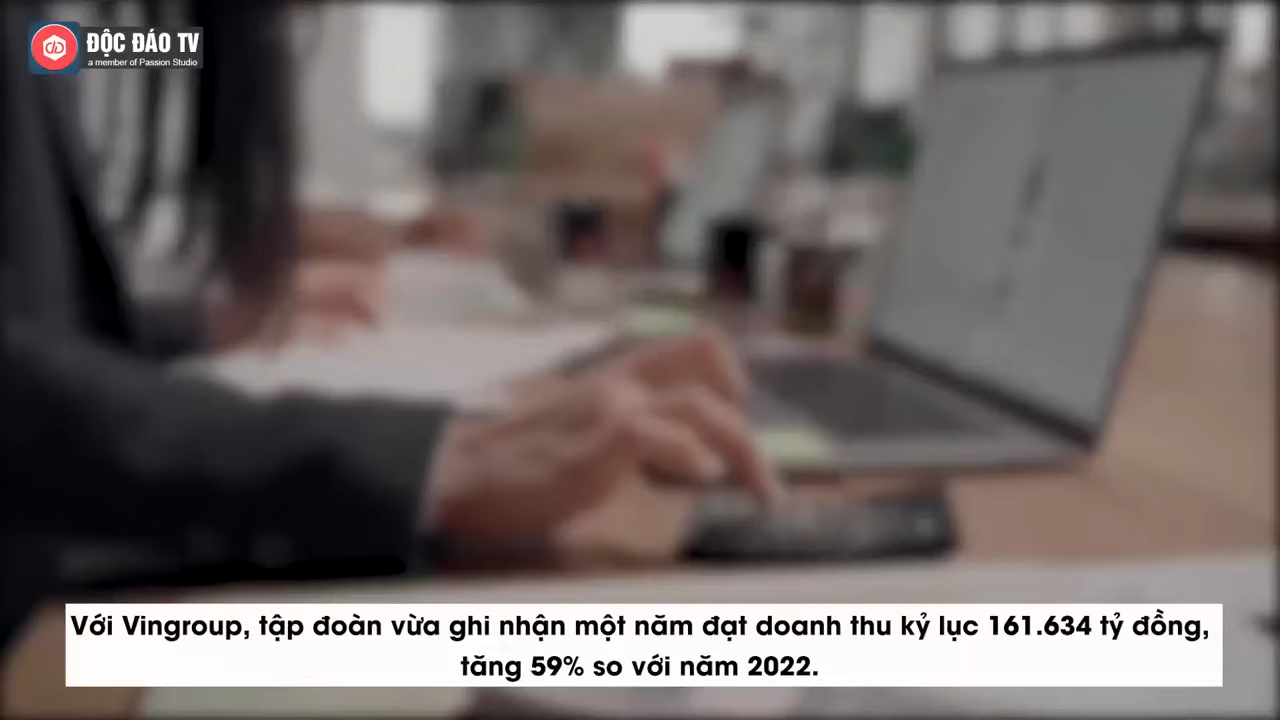 ĐỘC ĐÁO TV
a member of Passion Studio
Với Vingroup, tập đoàn vừa ghi nhận một năm đạt doanh thu kỷ lục 161.634 tỷ đồng,
tăng 59% so với năm 2022.